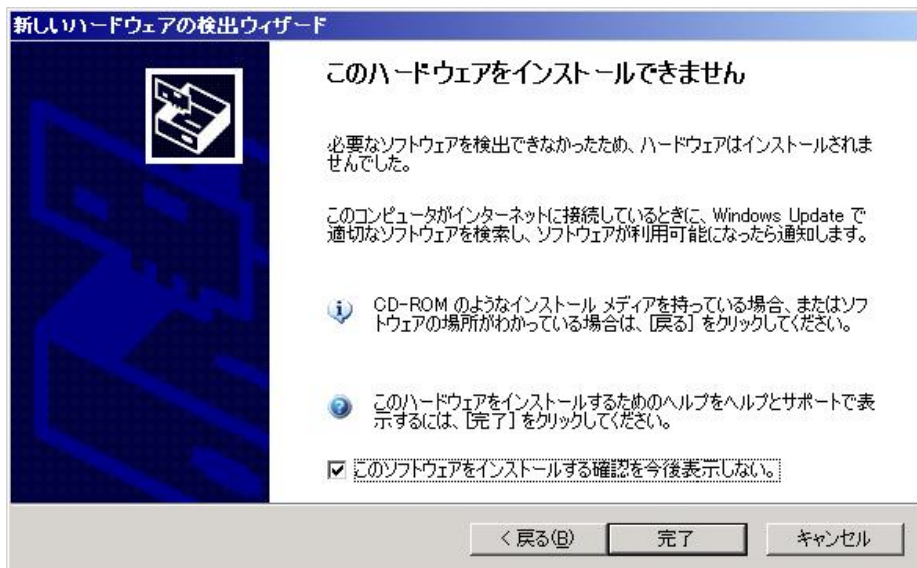 新しいハードウェアの検出ウィザード
このハードウェアをインストールできません
必要なソフトウェアを検出できなかったため、ハードウェアはインストールされま
せんでした。
このコンピュータがインターネットに接続しているときに、Windows Update で
適切なソフトウェアを検索し、ソフトウェアが利用可能になったら通知します。
CD-ROM のようなインストール メディアを持っている場合、またはソフ
トウェアの場所がわかっている場合は、[戻る] をクリックしてください。
このハードウェアをインストールするためのヘルプをヘルプとサポートで表
示するには、[完了] をクリックしてください。
このソフトウェアをインストールする確認を今後表示しない。
< 戻る(B)
完了
キャンセル